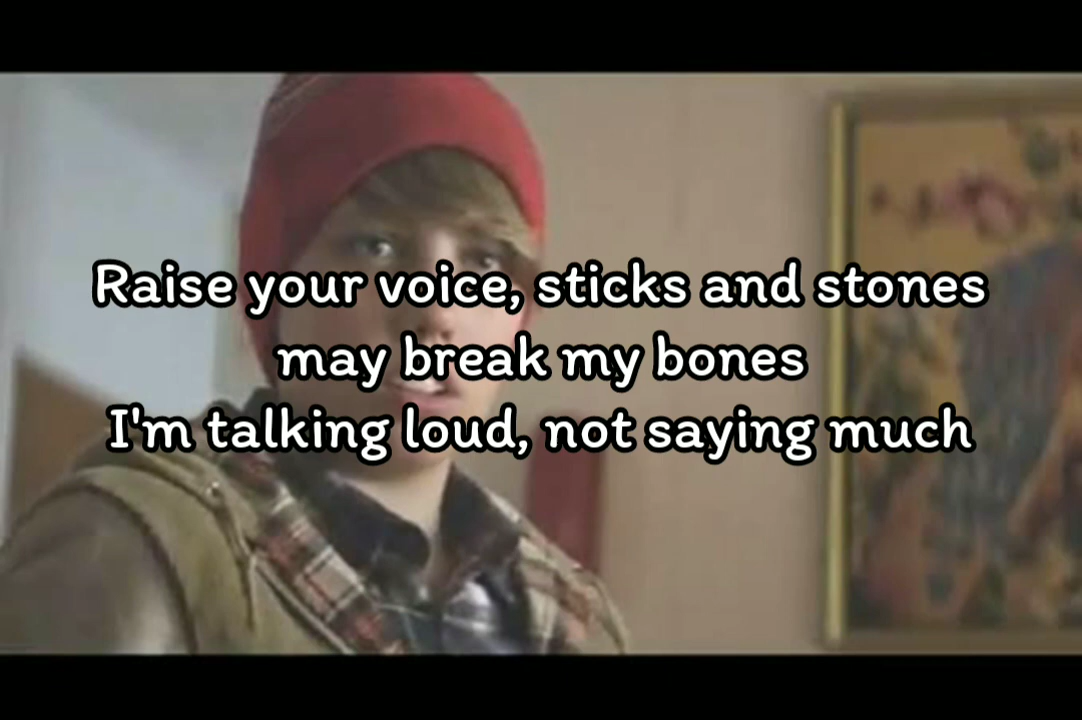 Raise your voice, sticks and stones
may break my bones
I'm talking loud, not saying much